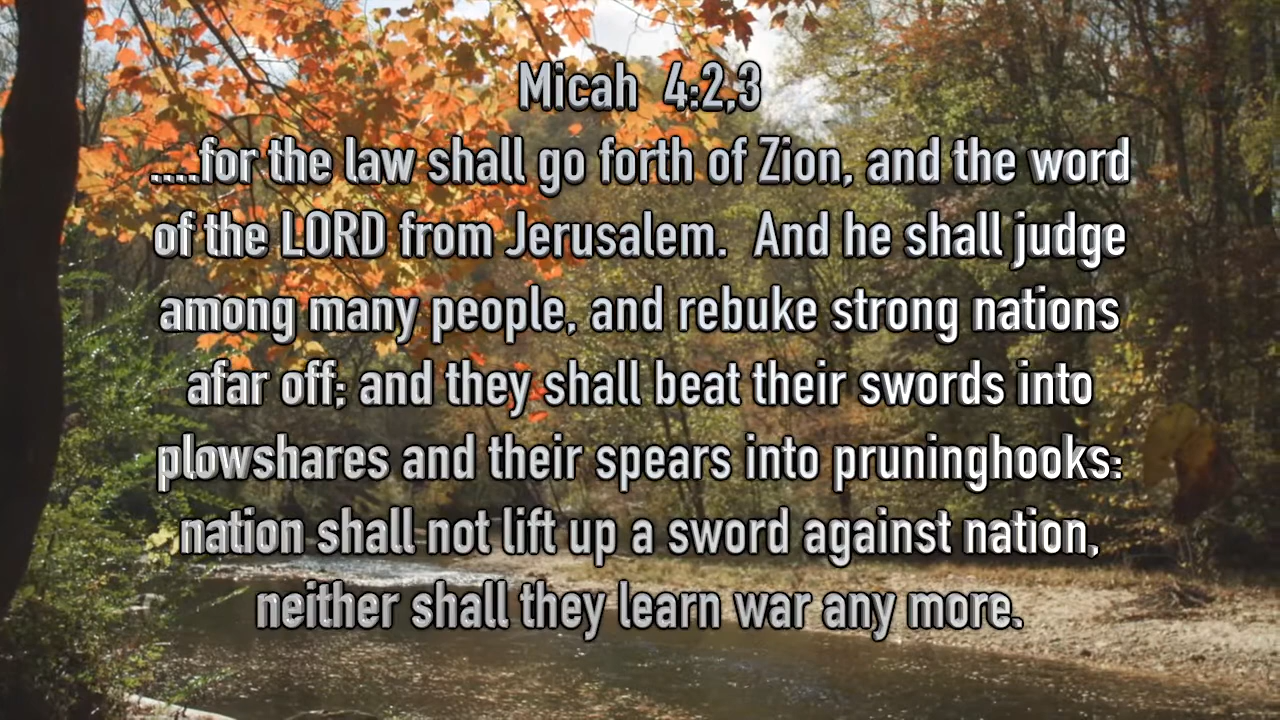 Micah 4:2,3
....for the law shall go forth of Zion, and the word
of the LORD from Jerusalem. And he shall judge
among many people, and rebuke strong nations
afar off; and they shall beat their swords into
plowshares and their spears into pruninghooks:
nation shall not lift up a sword against nation,
neither shall they learn war any more.